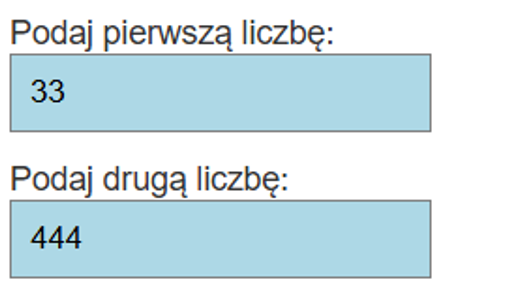 Podaj pierwszą liczbę:
33
Podaj drugą liczbę:
444